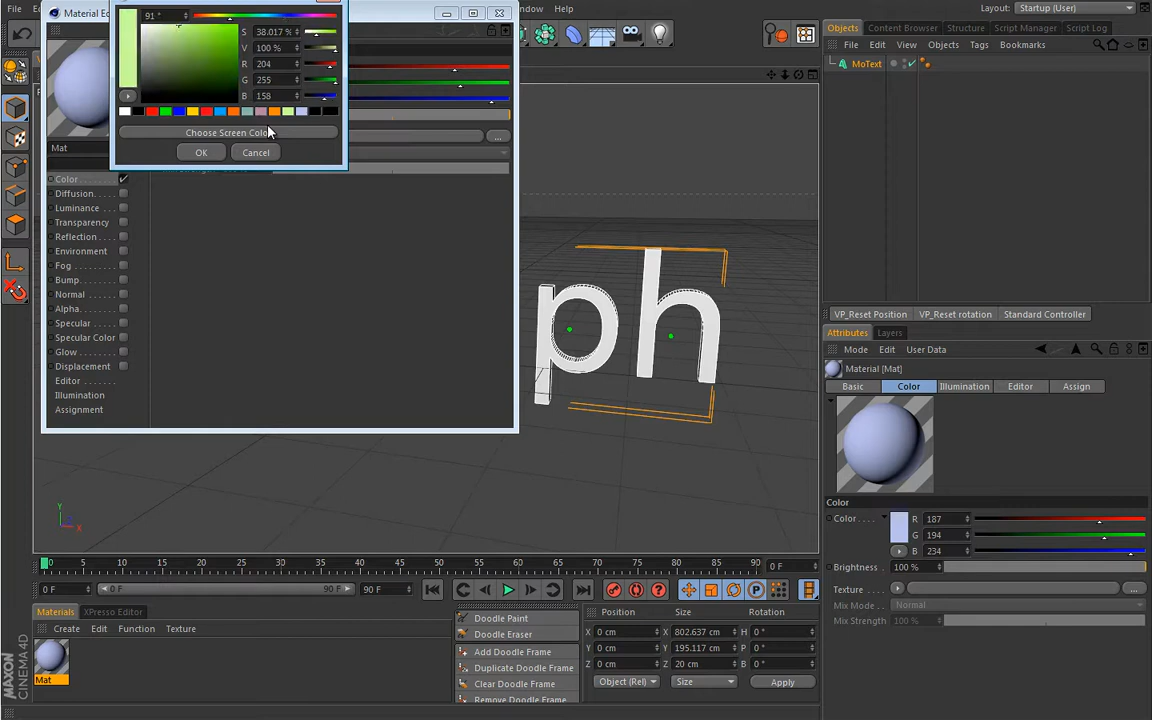 File
Material Ed
91 °
S 38.017 %
V 100 %
R 204
G 255
B 158
Choose Screen Color
OK Cancel
Mat
Color
Diffusion
Luminance
Transparency
Reflection
Environment
Fog
Bump
Normal
Alpha
Specular
Specular Color
Glow
Displacement
Editor
Illumination
Assignment
ndow Help
ph
Layout: Startup (User)
Objects Content Browser Structure Script Manager Script Log
File Edit View Objects Tags Bookmarks
MoText
VP_Reset Position VP_Reset rotation Standard Controller
Attributes Layers
Mode Edit User Data
Material [Mat]
Basic Color Illumination Editor Assign
Color
Color R 187
G 194
B 234
Brightness 100 %
Texture
Mix Mode Normal
Mix Strength 100 %
Y
X
0 5 10 15 20 25 30 35 40 45 50 55 60 65 70 75 80 85 90 0 F
0 F 0 F 90 F 90 F
Materials XPresso Editor
Create Edit Function Texture
Mat
Doodle Paint
Doodle Eraser
Add Doodle Frame
Duplicate Doodle Frame
Clear Doodle Frame
Remove Doodle Frame
Position Size Rotation
X 0 cm X 802.637 cm H 0 °
Y 0 cm Y 195.117 cm P 0 °
Z 0 cm Z 20 cm B 0 °
Object (Rel) Size Apply
MAXON
CINEMA 4D